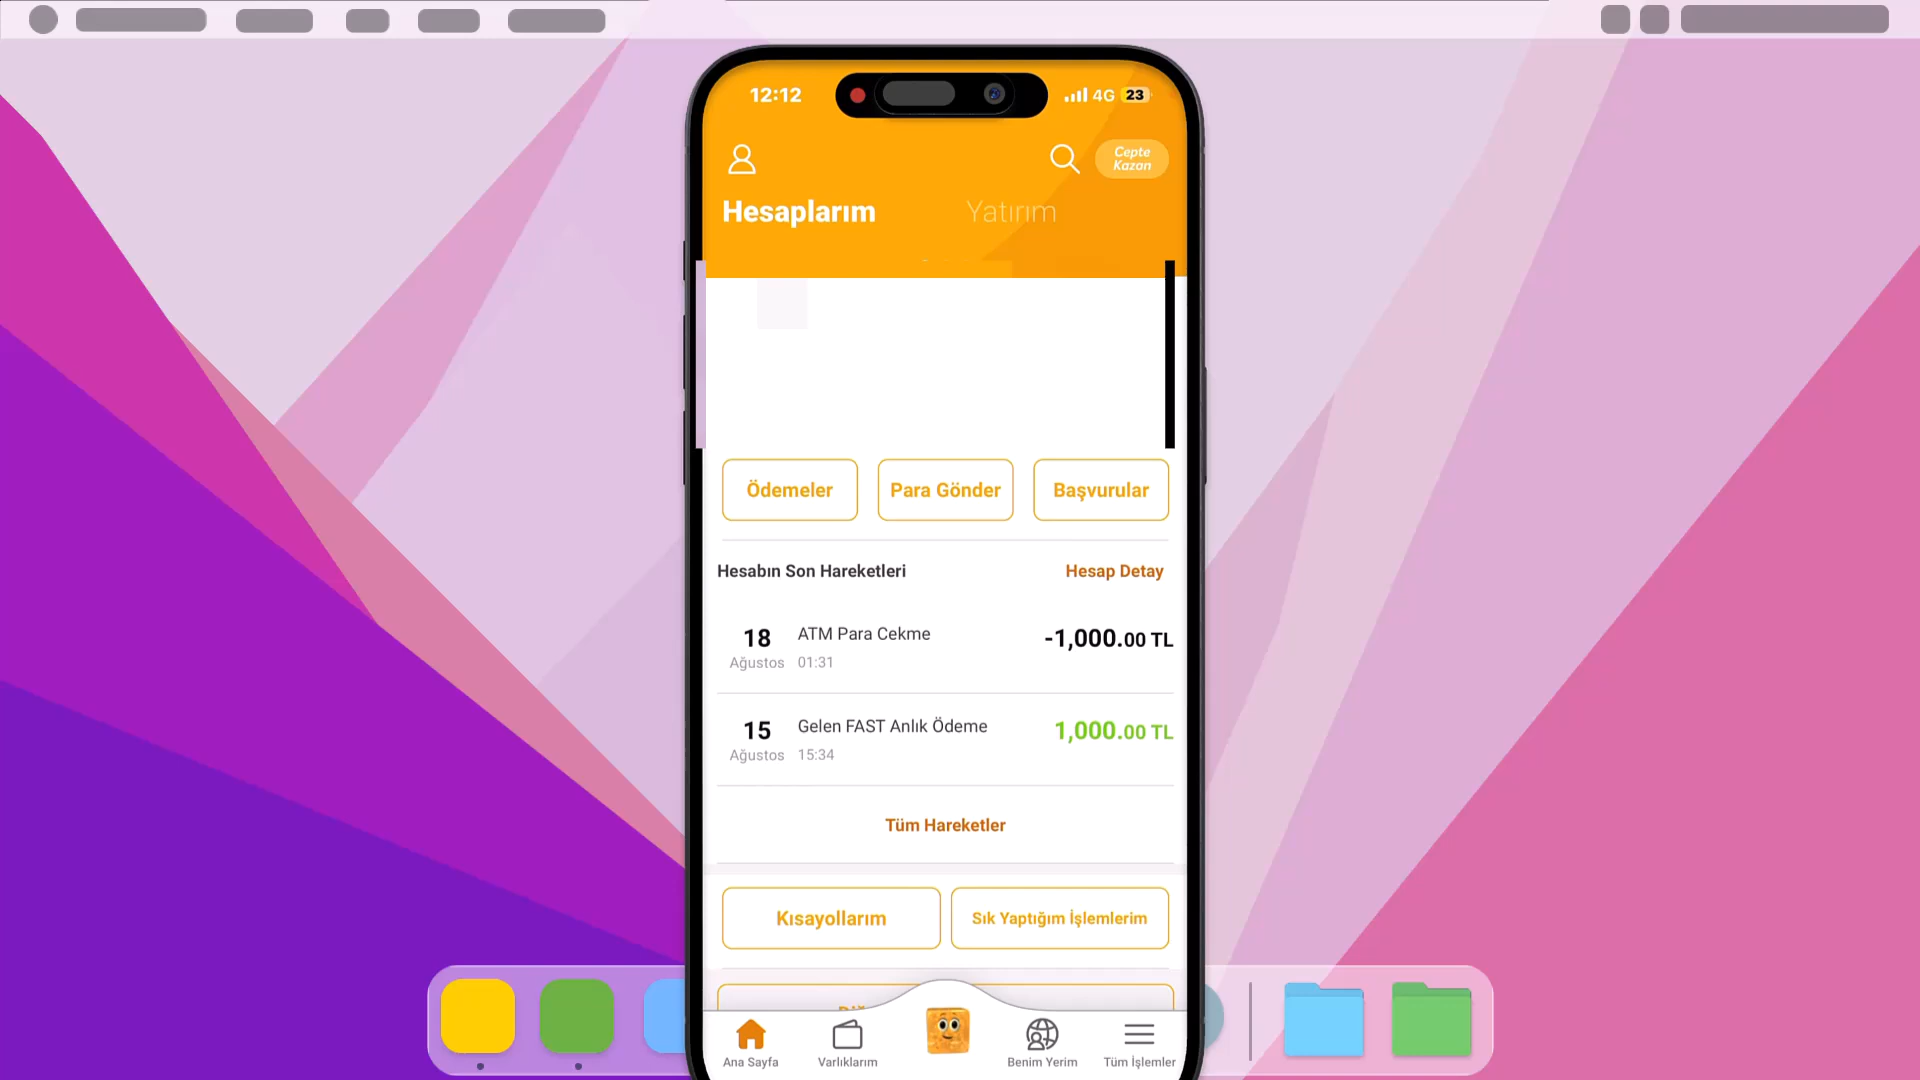 12:12
4G 23
Cepte
Kazan
Hesaplarım Yatırım
Ödemeler Para Gönder Başvurular
Hesabın Son Hareketleri Hesap Detay
18 ATM Para Cekme -1,000.00 TL
Ağustos 01:31
15 Gelen FAST Anlık Ödeme 1,000.00 TL
Ağustos 15:34
Tüm Hareketler
Kısayollarım Sık Yaptığım İşlemlerim
Ana Sayfa Varlıklarım Benim Yerim Tüm İşlemler